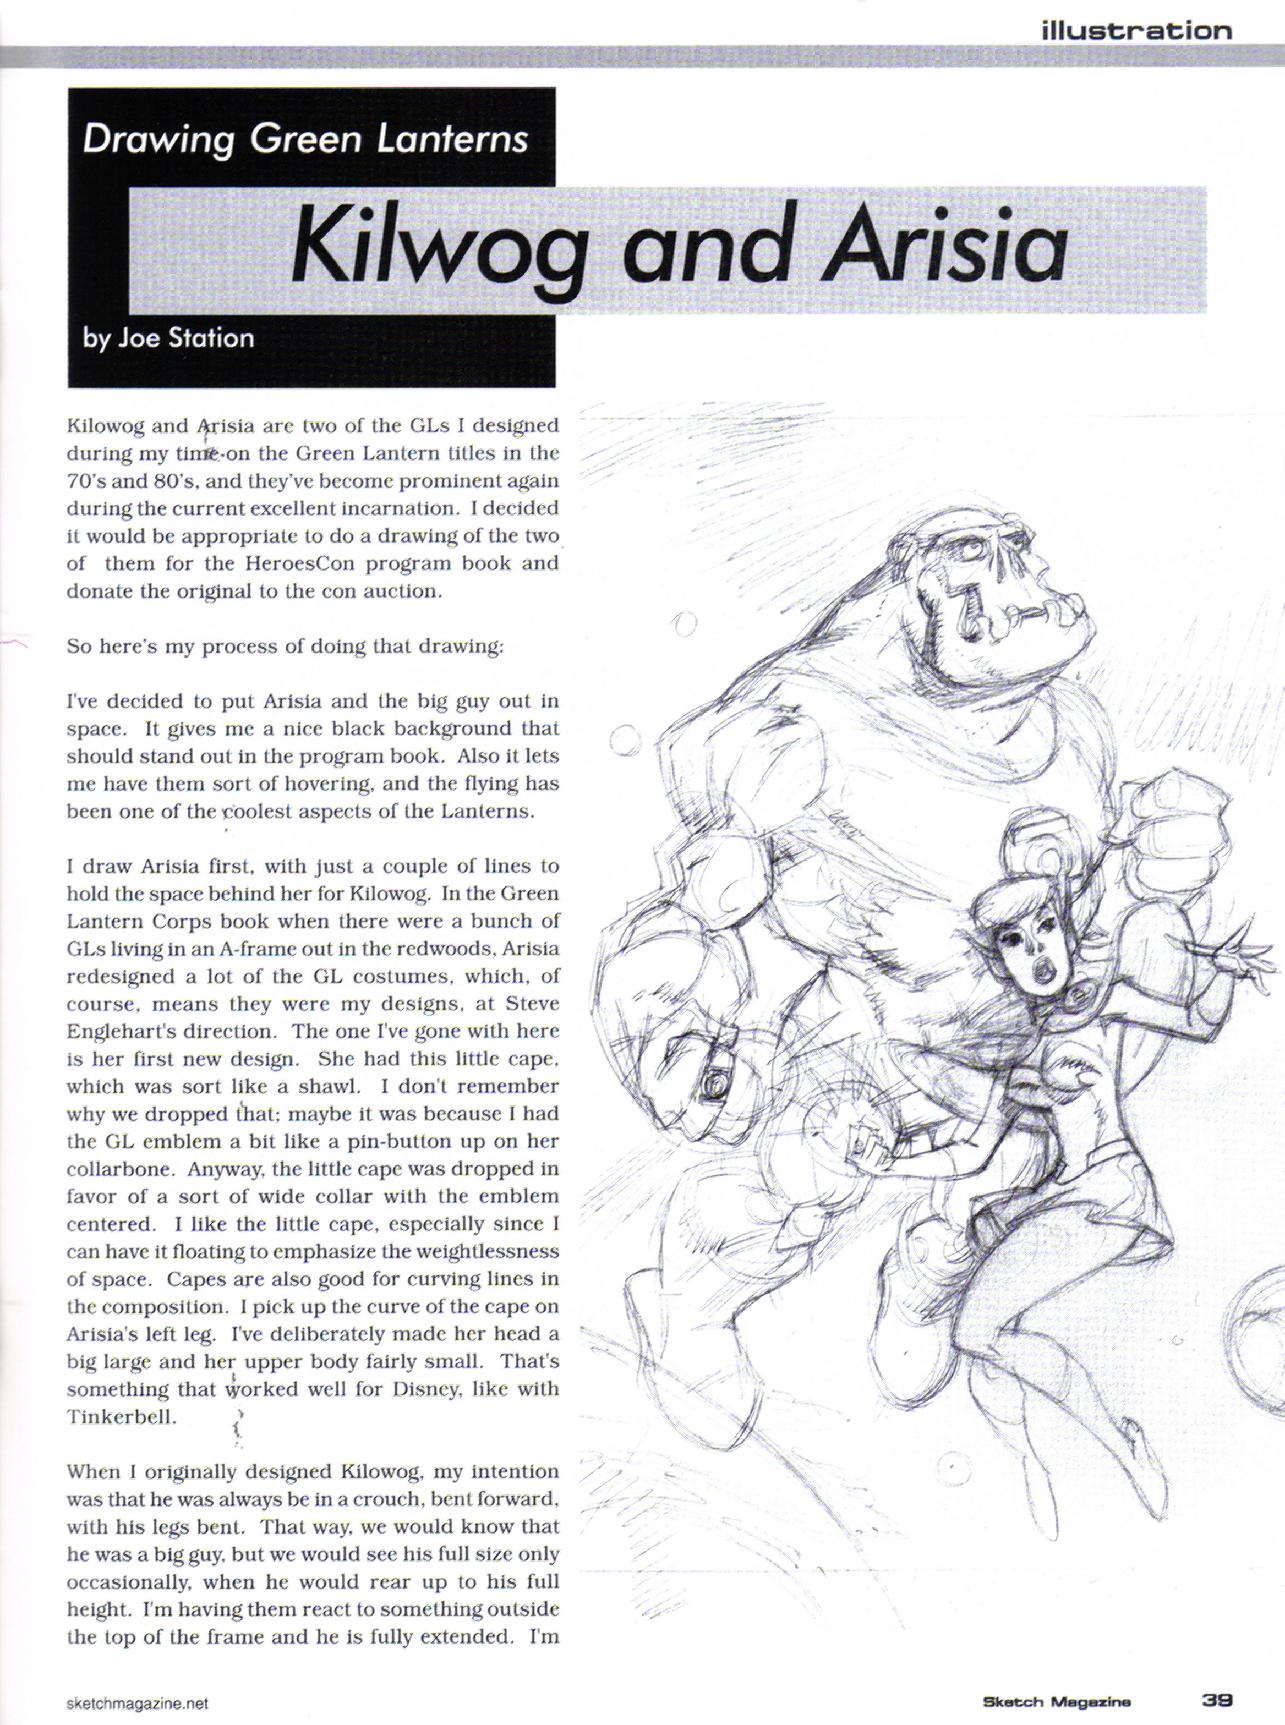 illustration
Drawing Green Lanterns
Kilwog and Arisia
by Joe Station
Kilowog and Arisia are two of the GLs I designed
during my time on the Green Lantern titles in the
70's and 80's, and they've become prominent again
during the current excellent incarnation. I decided
it would be appropriate to do a drawing of the two
of them for the HeroesCon program book and
donate the original to the con auction.
So here's my process of doing that drawing:
I've decided to put Arisia and the big guy out in
space. It gives me a nice black background that
should stand out in the program book. Also it lets
me have them sort of hovering, and the flying has
been one of the coolest aspects of the Lanterns.
I draw Arisia first, with just a couple of lines to
hold the space behind her for Kilowog. In the Green
Lantern Corps book when there were a bunch of
GLs living in an A-frame out in the redwoods, Arisia
redesigned a lot of the GL costumes, which, of
course, means they were my designs, at Steve
Englehart's direction. The one I've gone with here
is her first new design. She had this little cape,
which was sort like a shawl. I don't remember
why we dropped that; maybe it was because I had
the GL emblem a bit like a pin-button up on her
collarbone. Anyway, the little cape was dropped in
favor of a sort of wide collar with the emblem
centered. I like the little cape, especially since I
can have it floating to emphasize the weightlessness
of space. Capes are also good for curving lines in
the composition. I pick up the curve of the cape on
Arisia's left leg. I've deliberately made her head a
big large and her upper body fairly small. That's
something that worked well for Disney, like with
Tinkerbell.
When I originally designed Kilowog, my intention
was that he was always be in a crouch, bent forward,
with his legs bent. That way, we would know that
he was a big guy, but we would see his full size only
occasionally, when he would rear up to his full
height. I'm having them react to something outside
the top of the frame and he is fully extended. I'm
sketchmagazine.net
Sketch Magazine 39